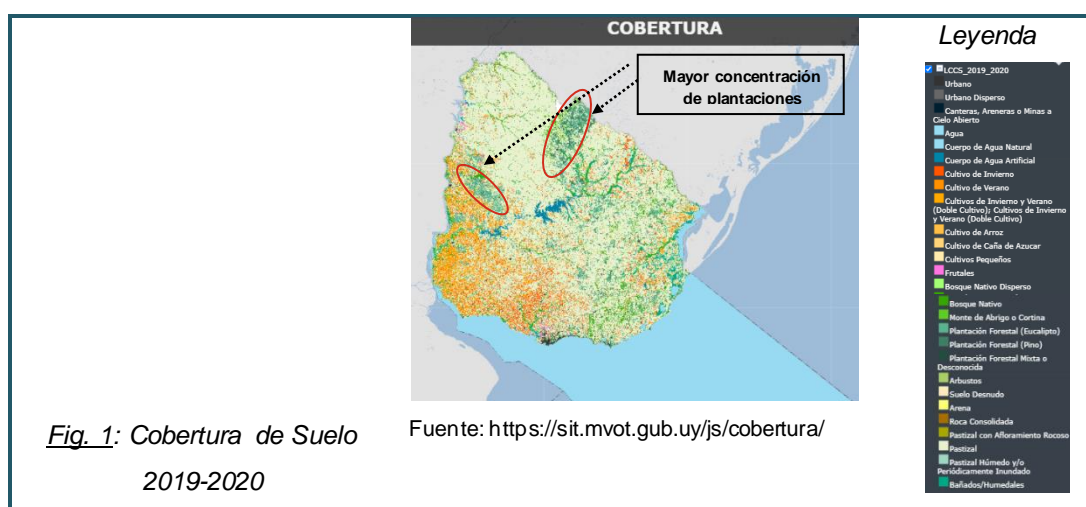 COBERTURA
Mayor concentración
de plantaciones
Leyenda
LCCS_2019_2020
Urbano
Urbano Disperso
Canteras, Areneras o Minas a
Cielo Abierto
Agua
Cuerpo de Agua Natural
Cuerpo de Agua Artificial
Cultivo de Invierno
Cultivo de Verano
Cultivos de Invierno y Verano
(Doble Cultivo); Cultivos de Invierno
y Verano (Doble Cultivo)
Cultivo de Arroz
Cultivo de Caña de Azucar
Cultivos Pequeños
Frutales
Bosque Nativo Disperso
Bosque Nativo
Monte de Abrigo o Cortina
Plantación Forestal (Eucalipto)
Plantación Forestal (Pino)
Plantación Forestal Mixta o
Desconocida
Arbustos
Suelo Desnudo
Arena
Roca Consolidada
Pastizal con Afloramiento Rocoso
Pastizal
Pastizal Húmedo y/o
Periódicamente Inundado
Bañados/Humedales
Fig. 1: Cobertura de Suelo
2019-2020
Fuente: https://sit.mvot.gub.uy/js/cobertura/